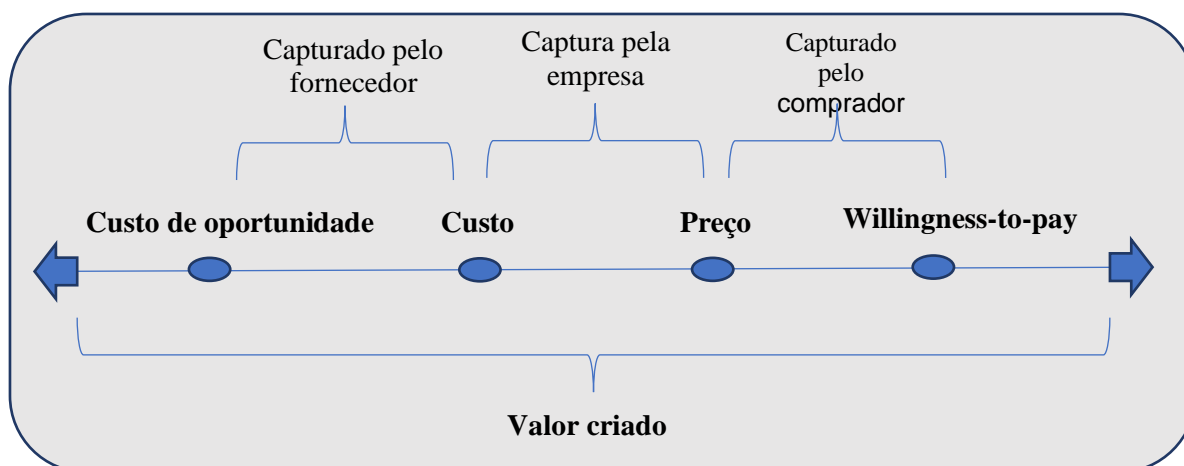 Capturado pelo
fornecedor
Captura pela
empresa
Capturado
pelo
comprador
Custo de oportunidade
Custo
Preço
Willingness-to-pay
Valor criado